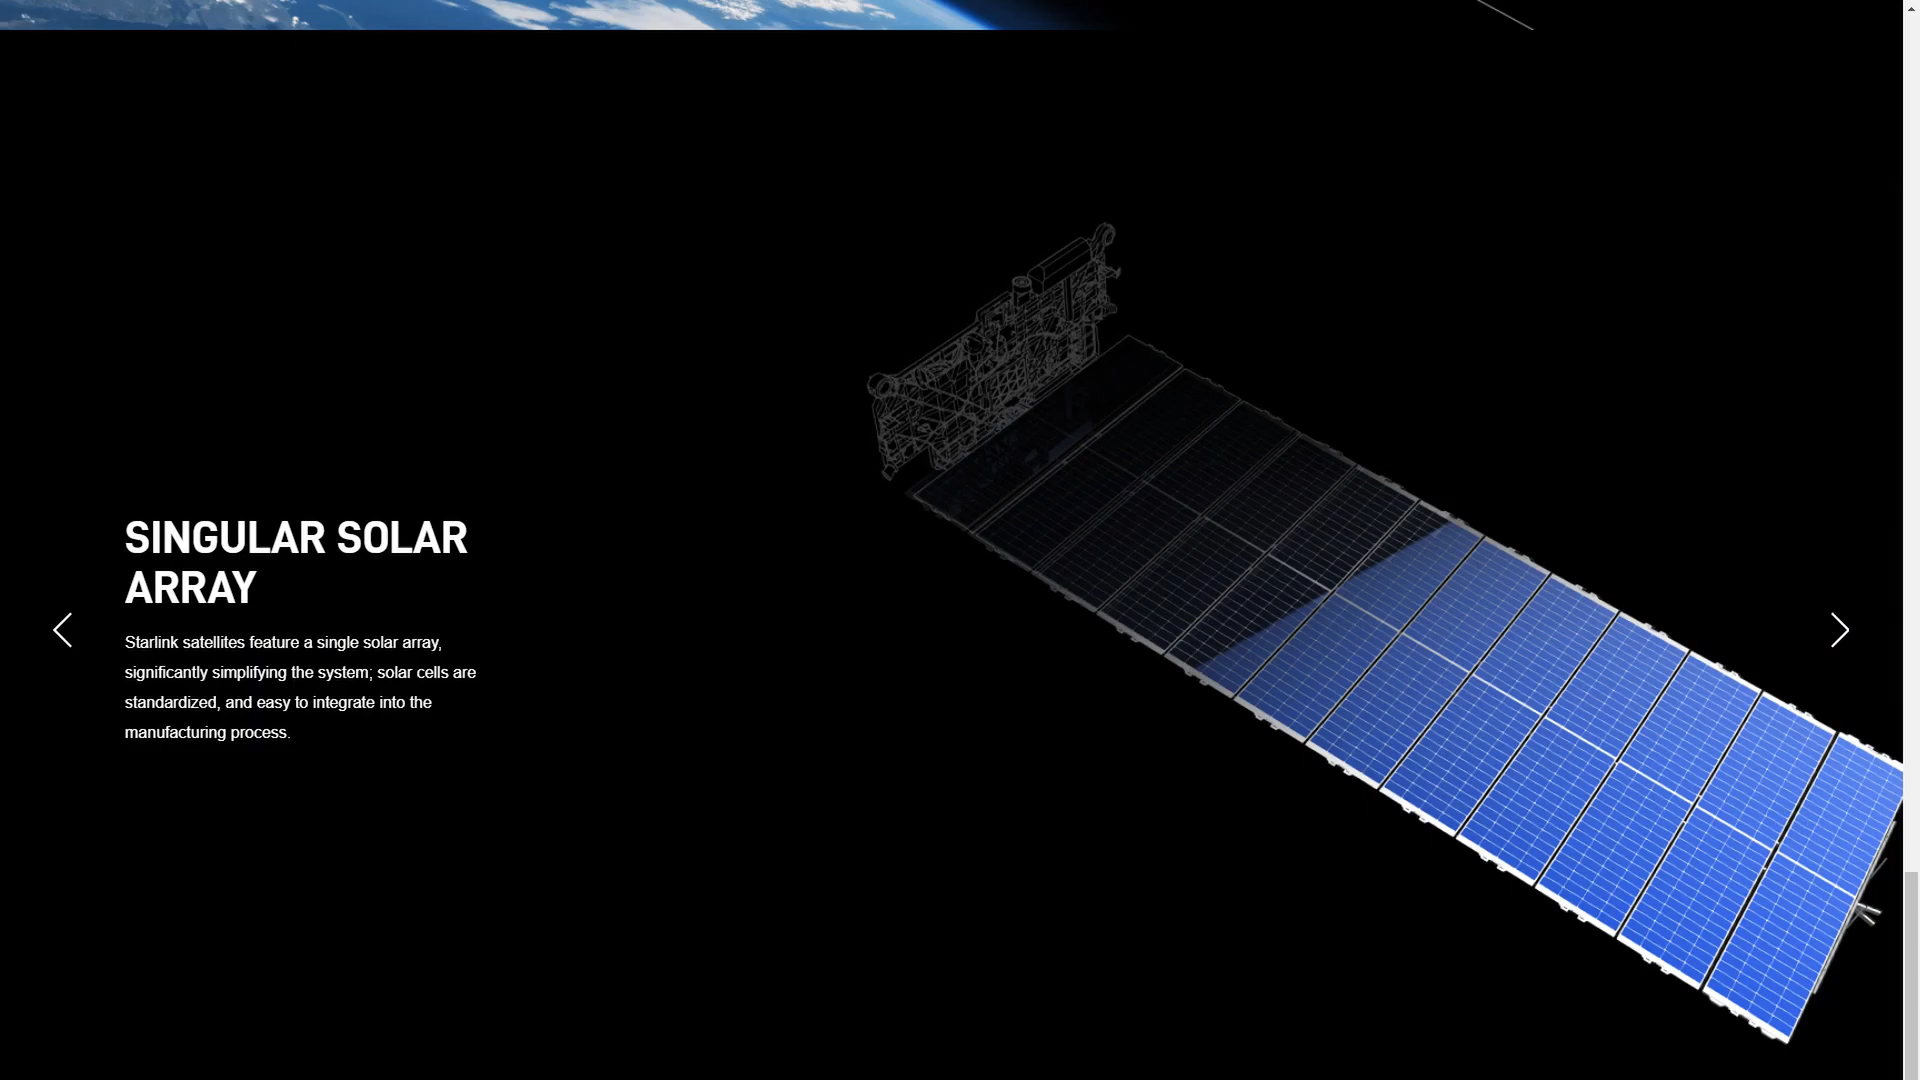 SINGULAR SOLAR
ARRAY
Starlink satellites feature a single solar array,
significantly simplifying the system; solar cells are
standardized, and easy to integrate into the
manufacturing process.